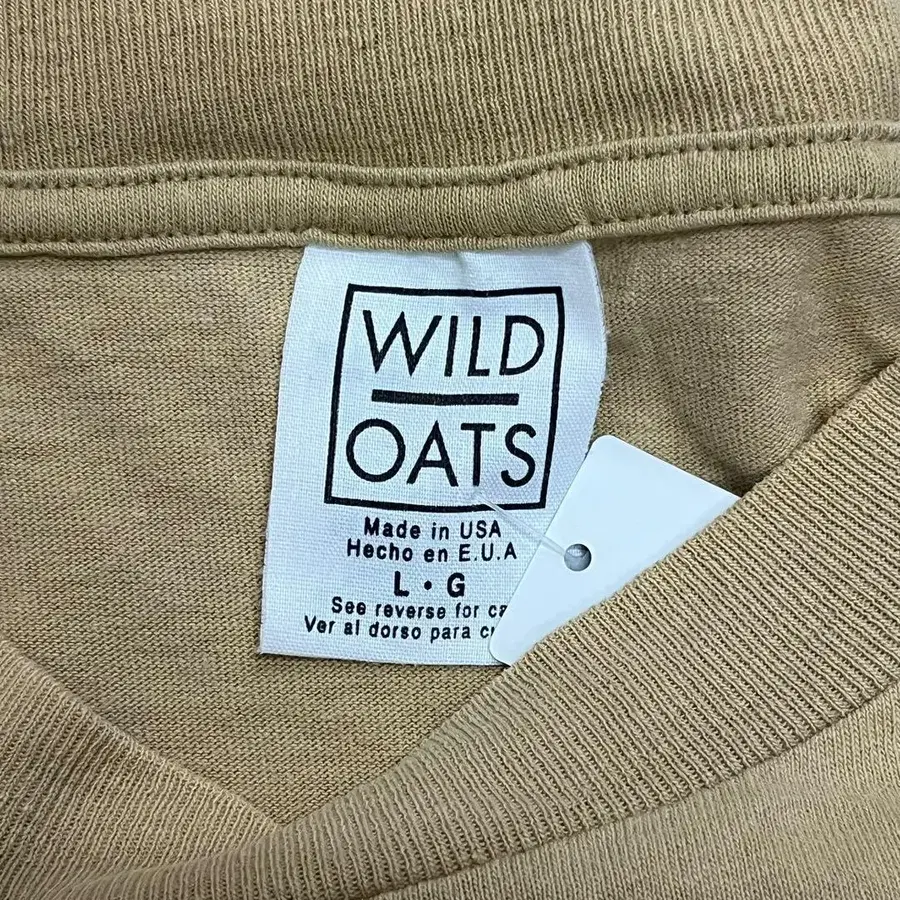 WILD
OATS
Made in USA
Hecho en E.U.A
L • G
See reverse for
Ver al dorso para